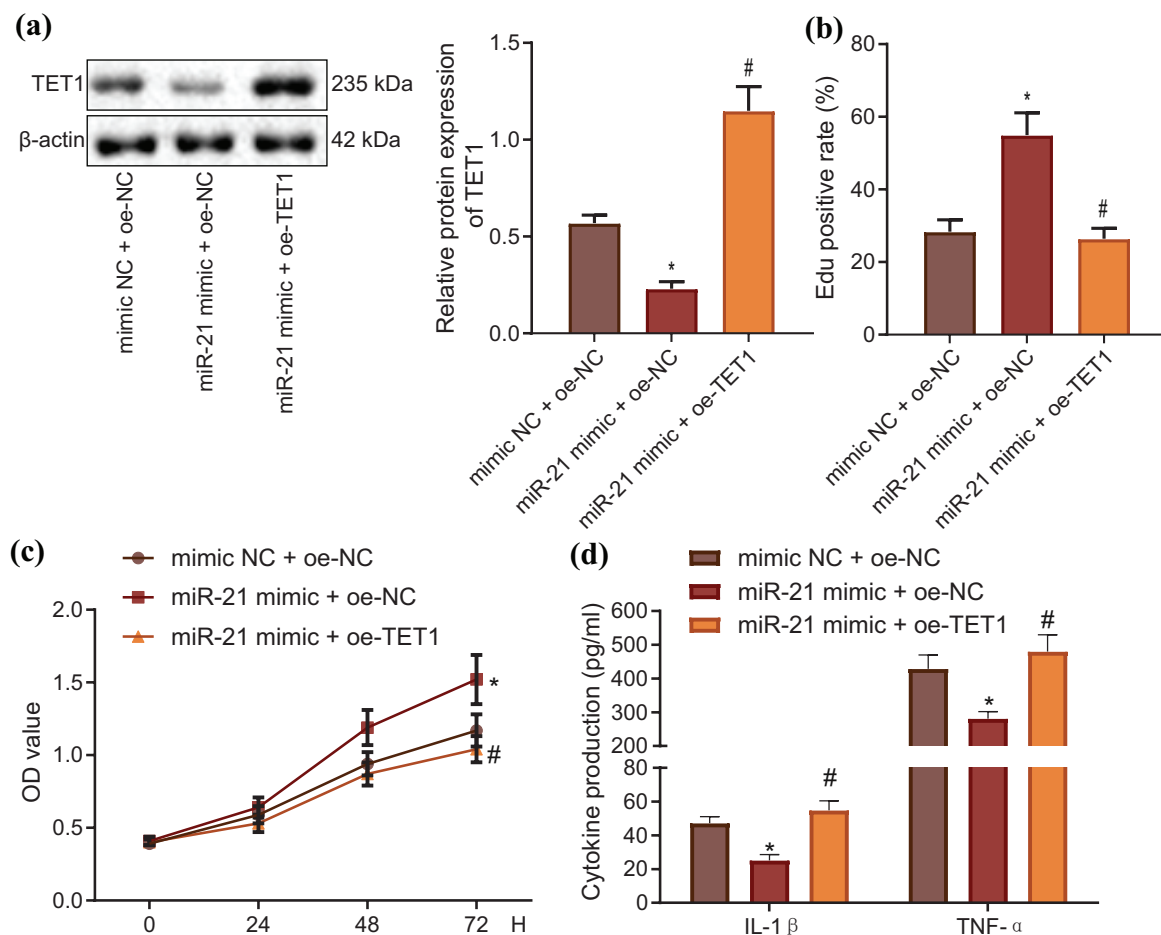 (a)
TET1
235 kDa
β-actin
42 kDa
mimic NC + oe-NC
miR-21 mimic + oe-NC
miR-21 mimic + oe-TET1
Relative protein expression
of TET1
1.5
1.0
0.5
0.0
*
#
mimic NC + oe-NC
miR-21 mimic + oe-NC
miR-21 mimic + oe-TET1
(b)
Edu positive rate (%)
80
60
40
20
0
*
#
mimic NC + oe-NC
miR-21 mimic + oe-NC
miR-21 mimic + oe-TET1
(c)
mimic NC + oe-NC
miR-21 mimic + oe-NC
miR-21 mimic + oe-TET1
OD value
2.0
1.5
1.0
0.5
0.0
*
#
0 24 48 72 H
(d)
mimic NC + oe-NC
miR-21 mimic + oe-NC
miR-21 mimic + oe-TET1
Cytokine production (pg/ml)
600
500
400
300
200
60
40
20
0
*
#
*
#
IL-1 β TNF- α